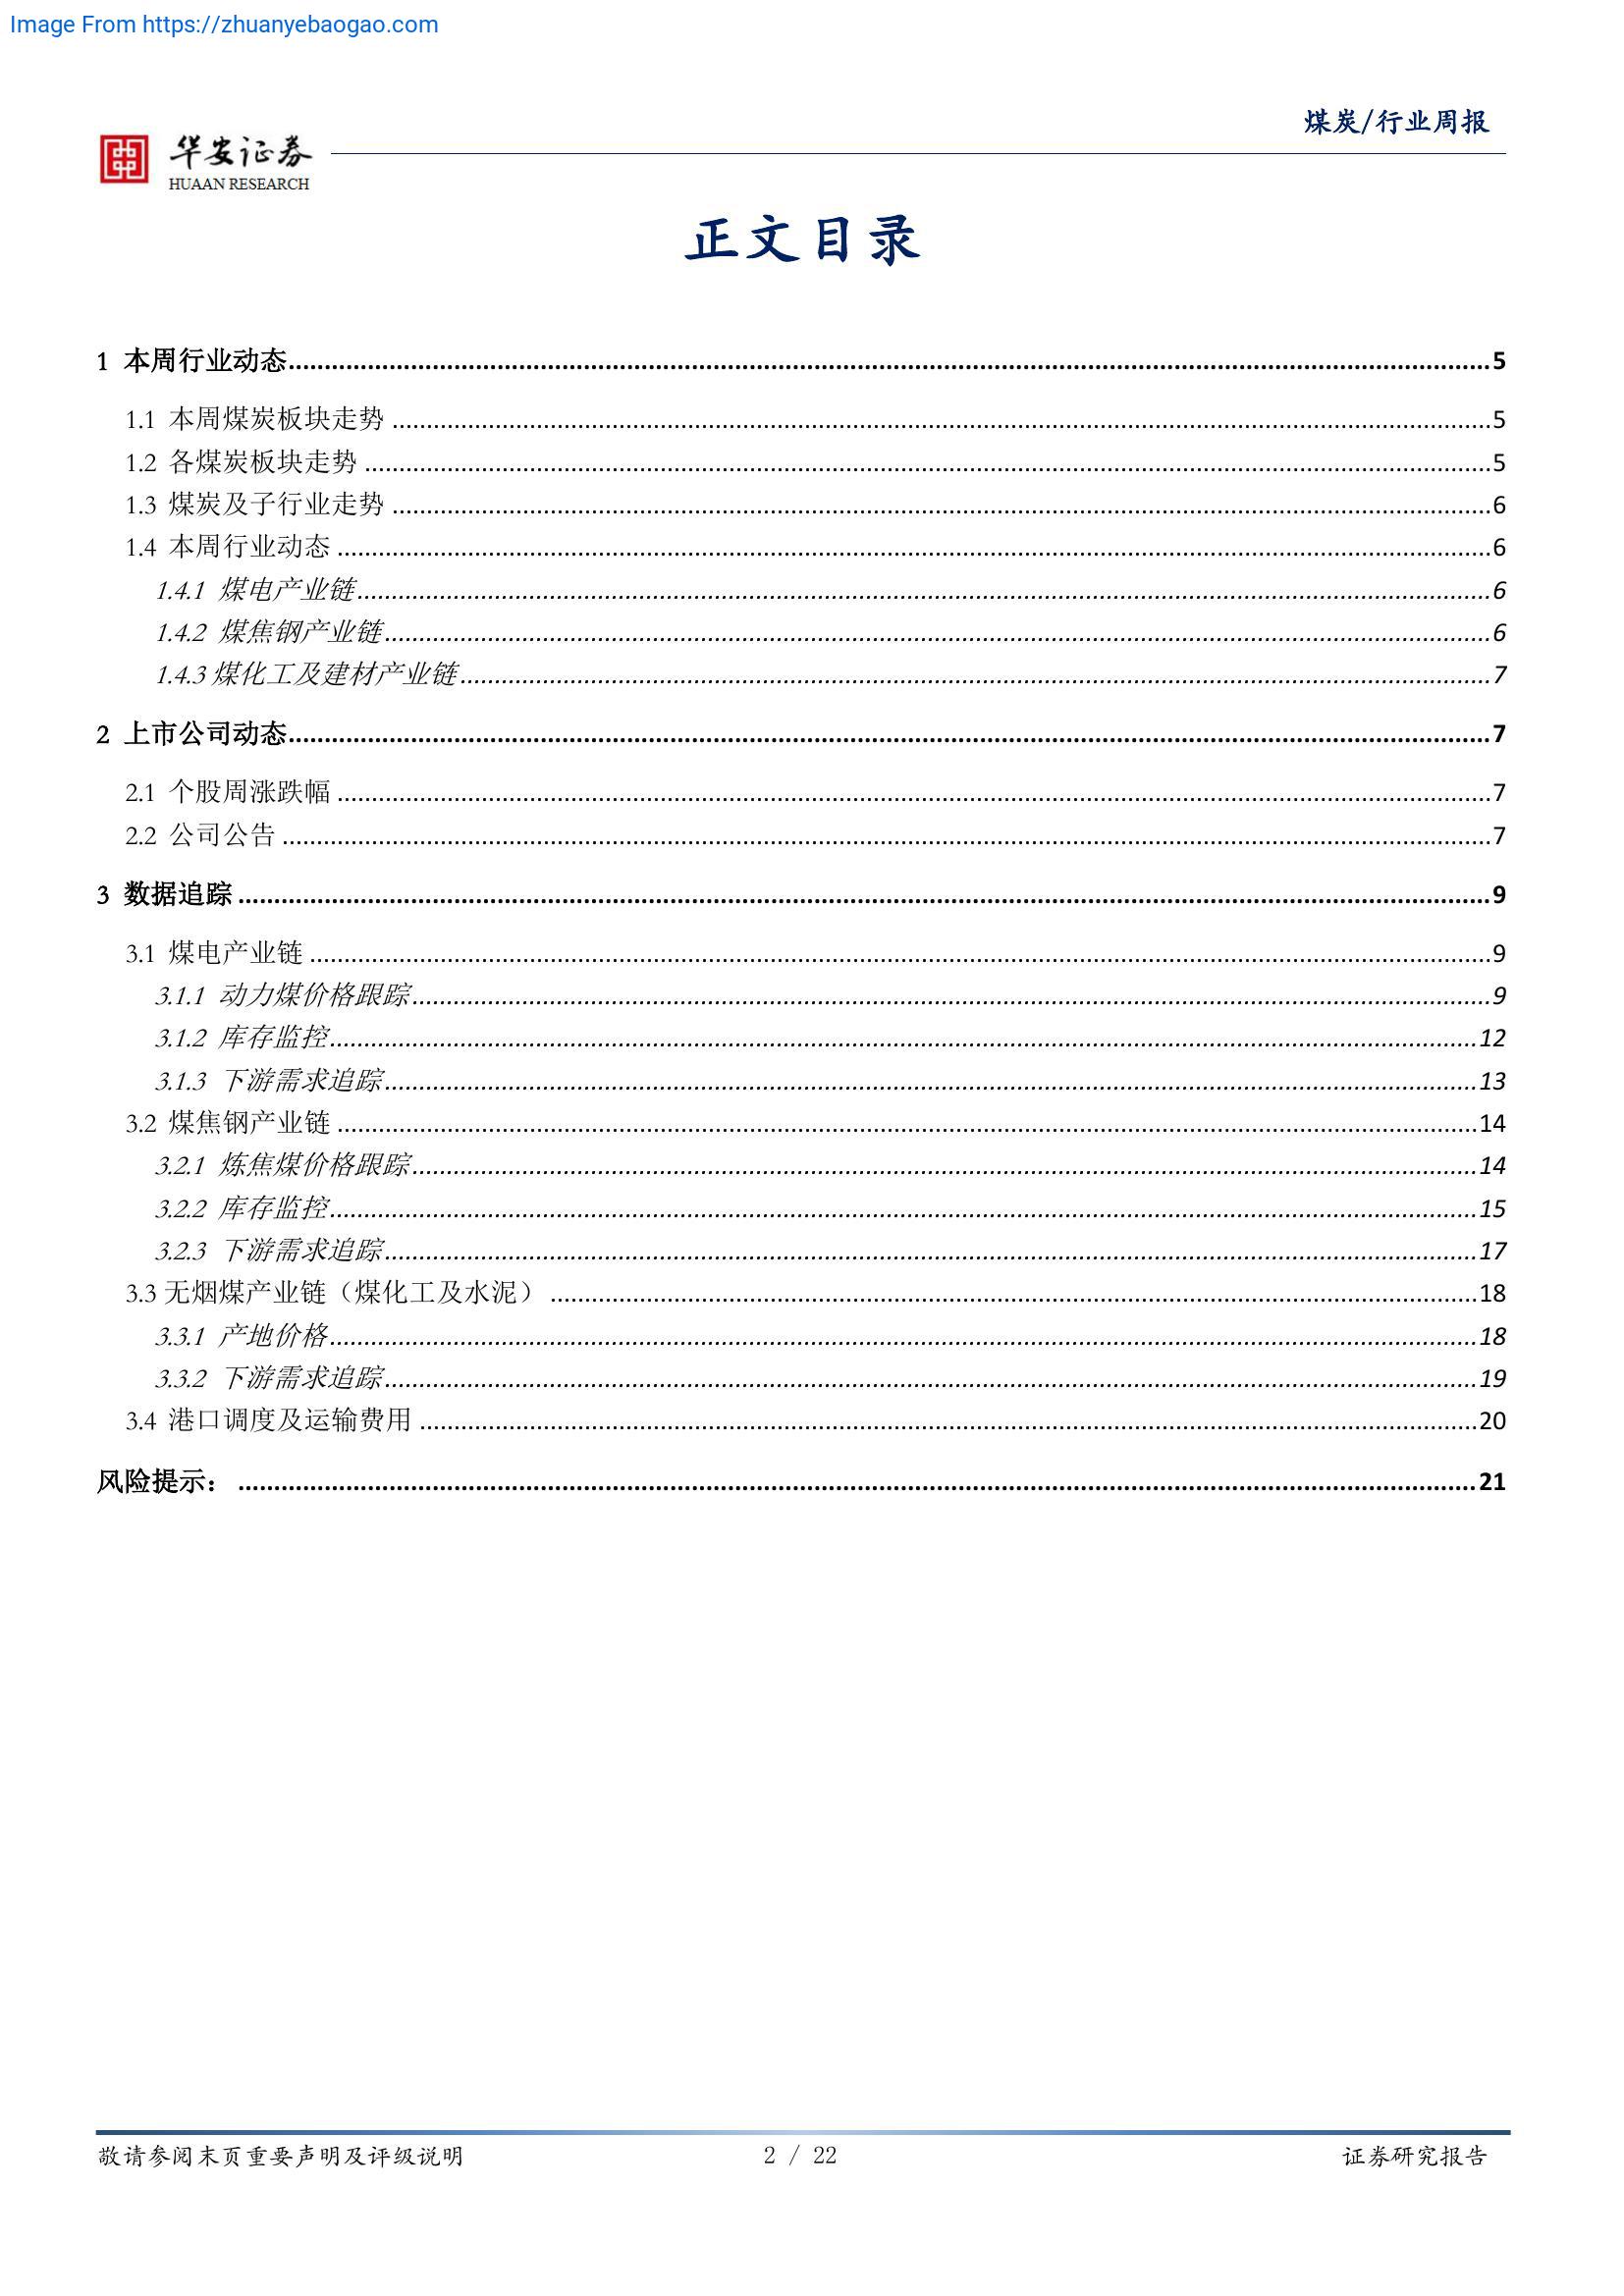 Image From https://zhuanyebaogao.com
煤炭/行业周报
华安证券
HUAAN RESEARCH
正文目录
1 本周行业动态................5
1.1 本周煤炭板块走势................5
1.2 各煤炭板块走势................5
1.3 煤炭及子行业走势................6
1.4 本周行业动态................6
1.4.1 煤电产业链................6
1.4.2 煤焦钢产业链................6
1.4.3煤化工及建材产业链................7
2 上市公司动态................7
2.1 个股周涨跌幅................7
2.2 公司公告................7
3 数据追踪................9
3.1 煤电产业链................9
3.1.1 动力煤价格跟踪................9
3.1.2 库存监控................12
3.1.3 下游需求追踪................13
3.2 煤焦钢产业链................14
3.2.1 炼焦煤价格跟踪................14
3.2.2 库存监控................15
3.2.3 下游需求追踪................17
3.3无烟煤产业链（煤化工及水泥）................18
3.3.1 产地价格................18
3.3.2 下游需求追踪................19
3.4 港口调度及运输费用................20
风险提示：................21
敬请参阅末页重要声明及评级说明
2 / 22
证券研究报告